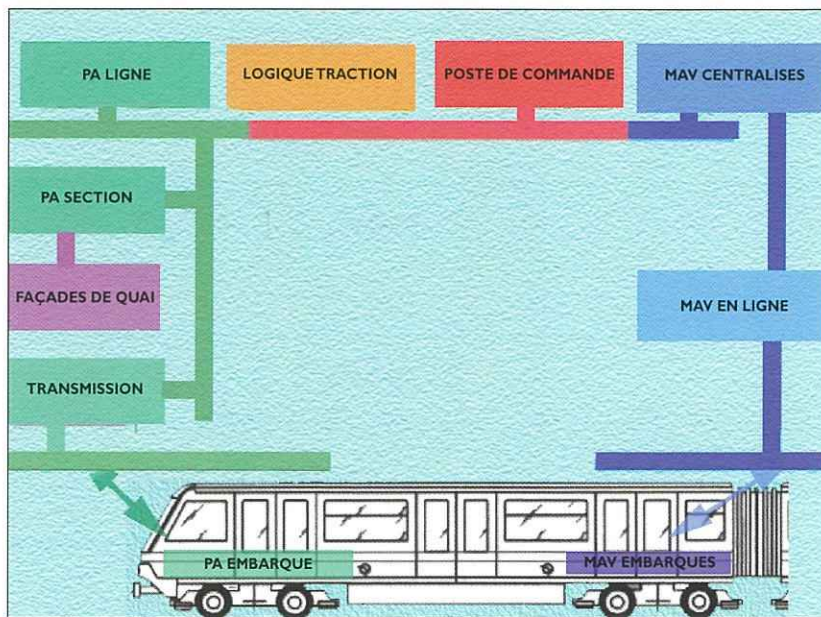 PA LIGNE
LOGIQUE TRACTION
POSTE DE COMMANDE
MAV CENTRALISES
PA SECTION
FAÇADES DE QUAI
MAV EN LIGNE
TRANSMISSION
PA EMBARQUE
MAV EMBARQUES